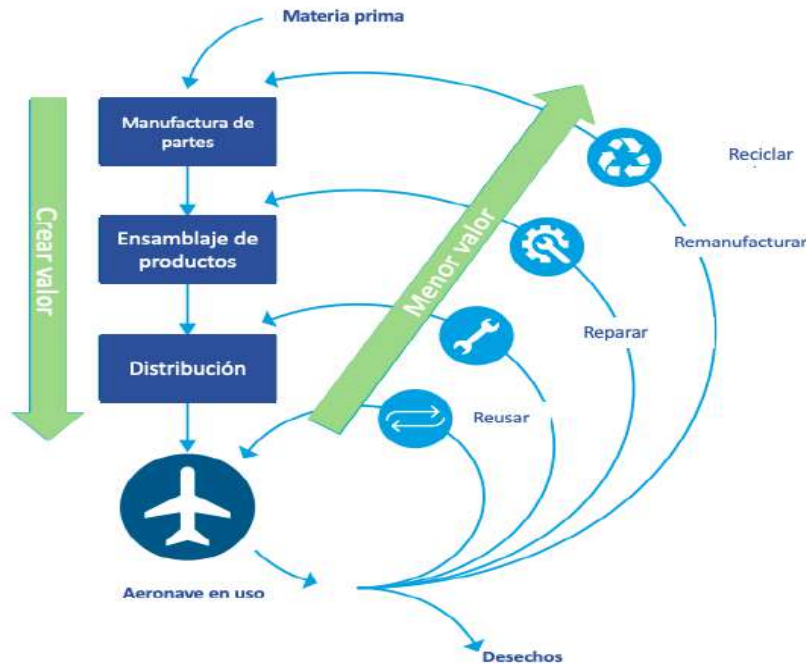 Materia prima
Manufactura de
partes
Reciclar
Crear valor
Menor valor
Ensamblaje de
productos
Remanufacturar
Reparar
Distribución
Reusar
Aeronave en uso
Desechos